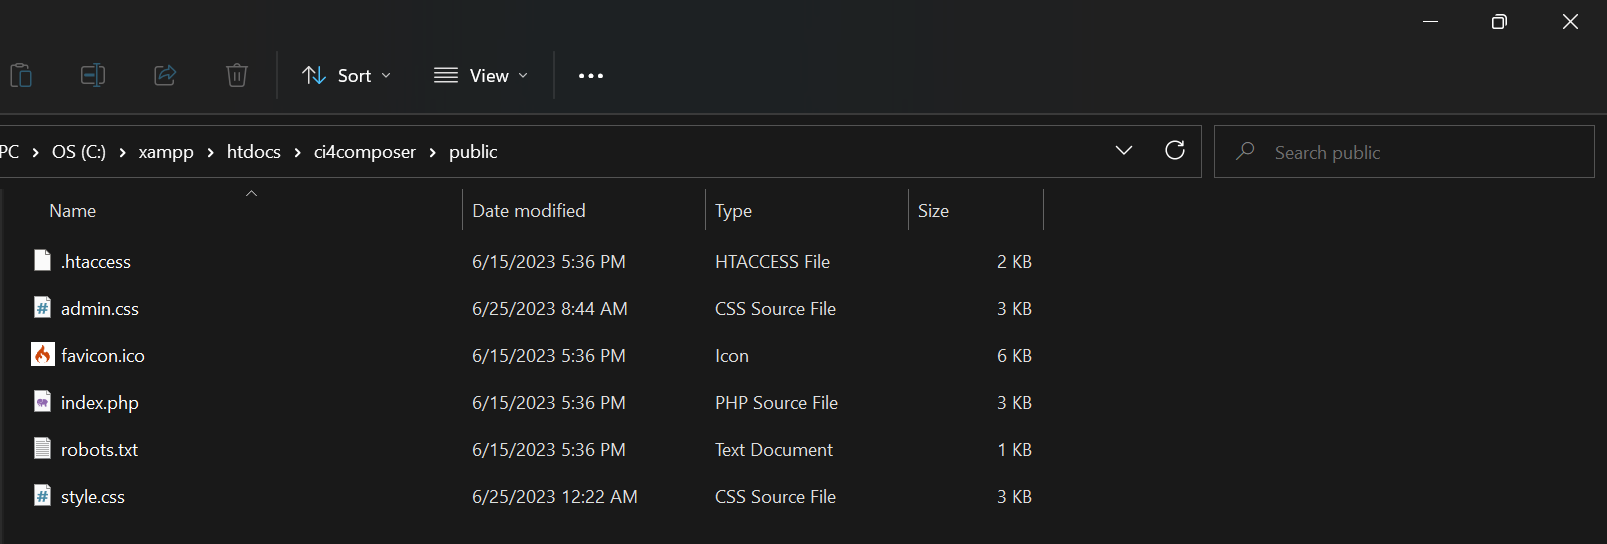 Sort View
PC > OS (C:) > xampp > htdocs > ci4composer > public Search public
Name Date modified Type Size
.htaccess 6/15/2023 5:36 PM HTACCESS File 2 KB
admin.css 6/25/2023 8:44 AM CSS Source File 3 KB
favicon.ico 6/15/2023 5:36 PM Icon 6 KB
index.php 6/15/2023 5:36 PM PHP Source File 3 KB
robots.txt 6/15/2023 5:36 PM Text Document 1 KB
style.css 6/25/2023 12:22 AM CSS Source File 3 KB